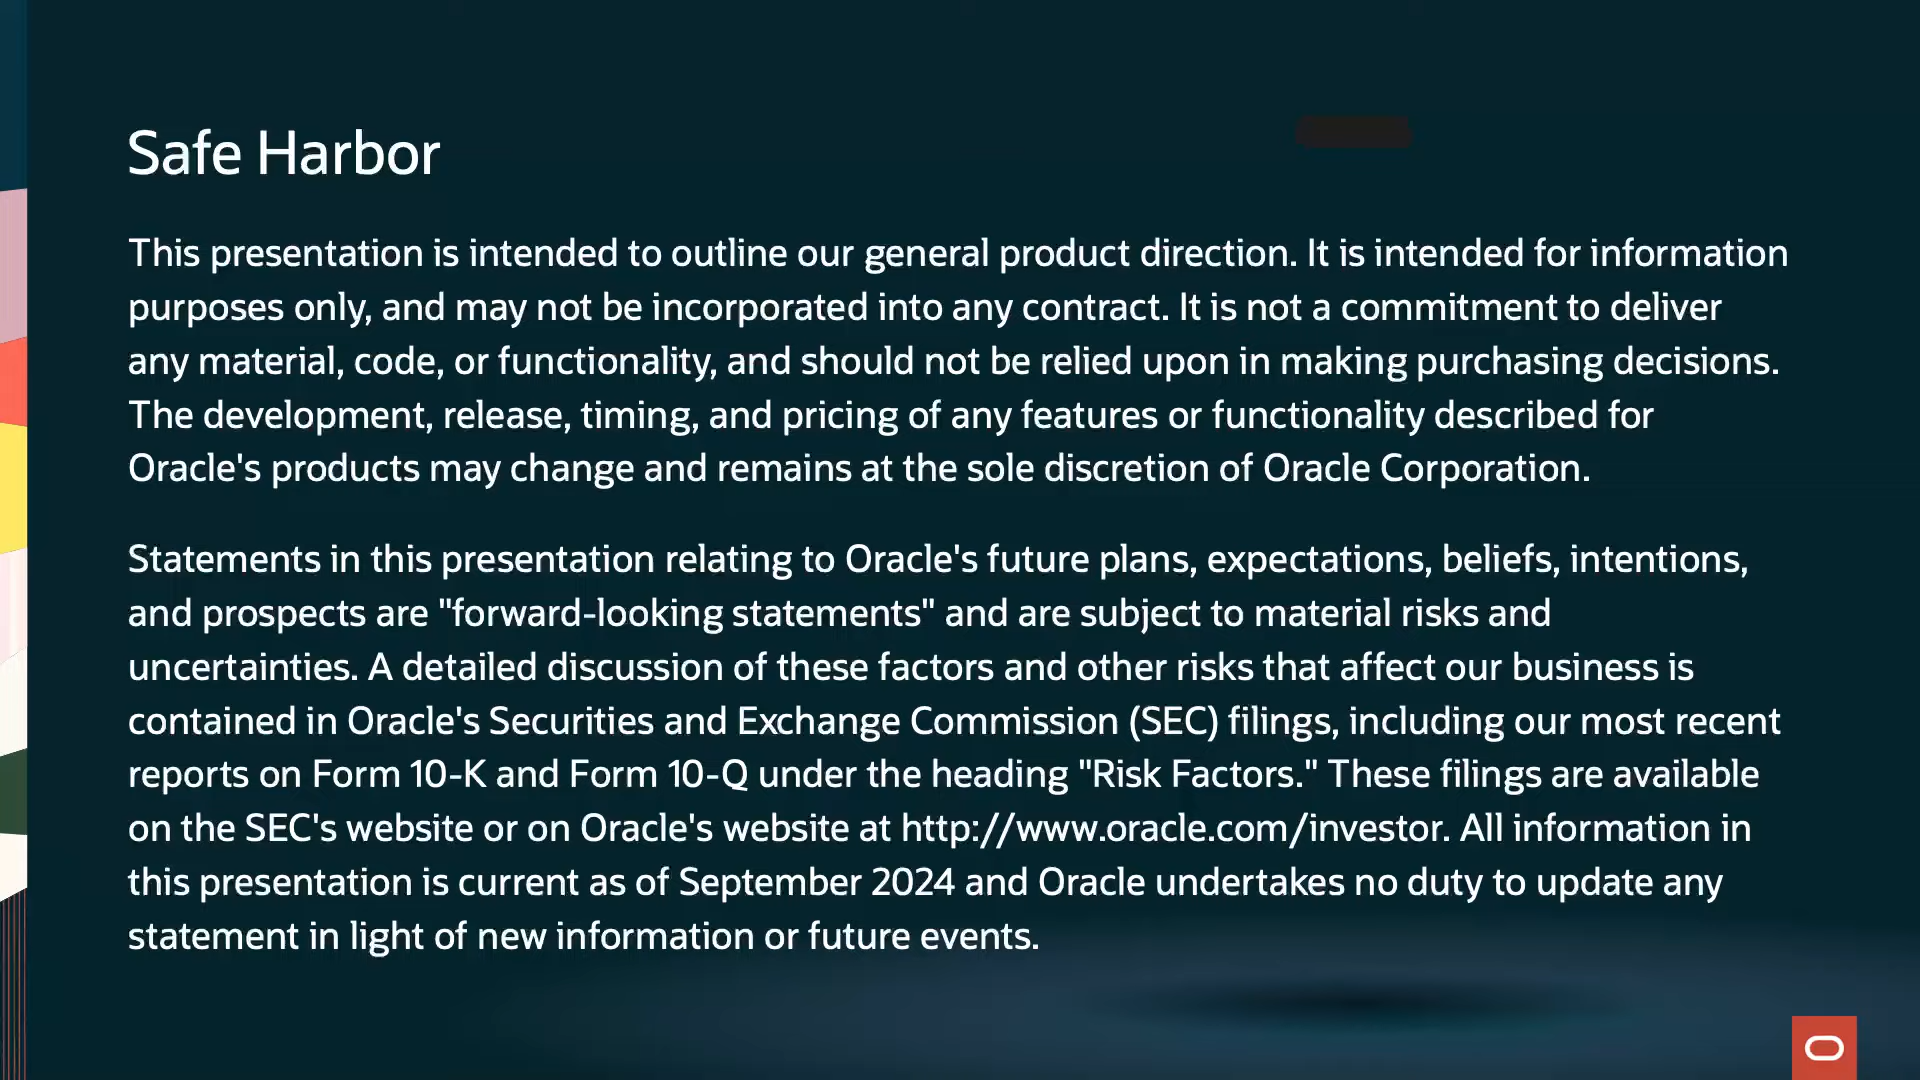 Safe Harbor
This presentation is intended to outline our general product direction. It is intended for information
purposes only, and may not be incorporated into any contract. It is not a commitment to deliver
any material, code, or functionality, and should not be relied upon in making purchasing decisions.
The development, release, timing, and pricing of any features or functionality described for
Oracle's products may change and remains at the sole discretion of Oracle Corporation.
Statements in this presentation relating to Oracle's future plans, expectations, beliefs, intentions,
and prospects are "forward-looking statements" and are subject to material risks and
uncertainties. A detailed discussion of these factors and other risks that affect our business is
contained in Oracle's Securities and Exchange Commission (SEC) filings, including our most recent
reports on Form 10-K and Form 10-Q under the heading "Risk Factors." These filings are available
on the SEC's website or on Oracle's website at http://www.oracle.com/investor. All information in
this presentation is current as of September 2024 and Oracle undertakes no duty to update any
statement in light of new information or future events.